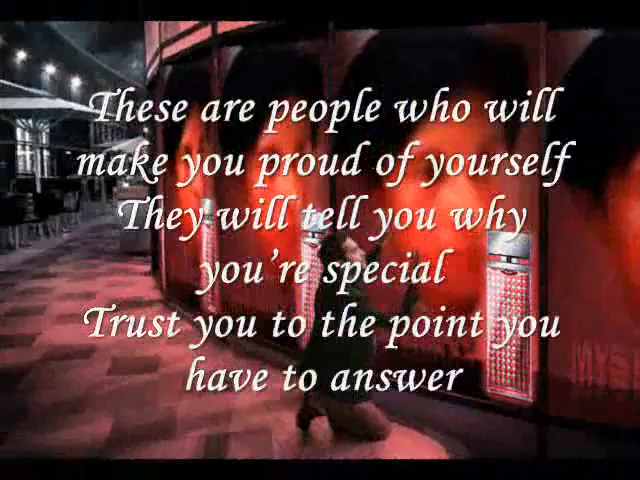 These are people who will
make you proud of yourself
They will tell you why
you're special
Trust you to the point you
have to answer
MYS